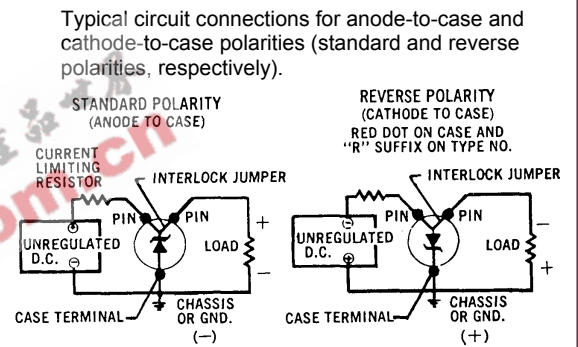 Typical circuit connections for anode-to-case and
cathode-to-case polarities (standard and reverse
polarities, respectively).
STANDARD POLARITY
(ANODE TO CASE)
CURRENT
LIMITING
RESISTOR
INTERLOCK JUMPER
PIN
PIN
+
UNREGULATED
D.C.
+
−
LOAD
−
CASE TERMINAL
CHASSIS
OR GND.
(−)
REVERSE POLARITY
(CATHODE TO CASE)
RED DOT ON CASE AND
"R" SUFFIX ON TYPE NO.
INTERLOCK JUMPER
PIN
PIN
−
UNREGULATED
D.C.
−
+
LOAD
+
CASE TERMINAL
CHASSIS
OR GND.
(+)
om.cn